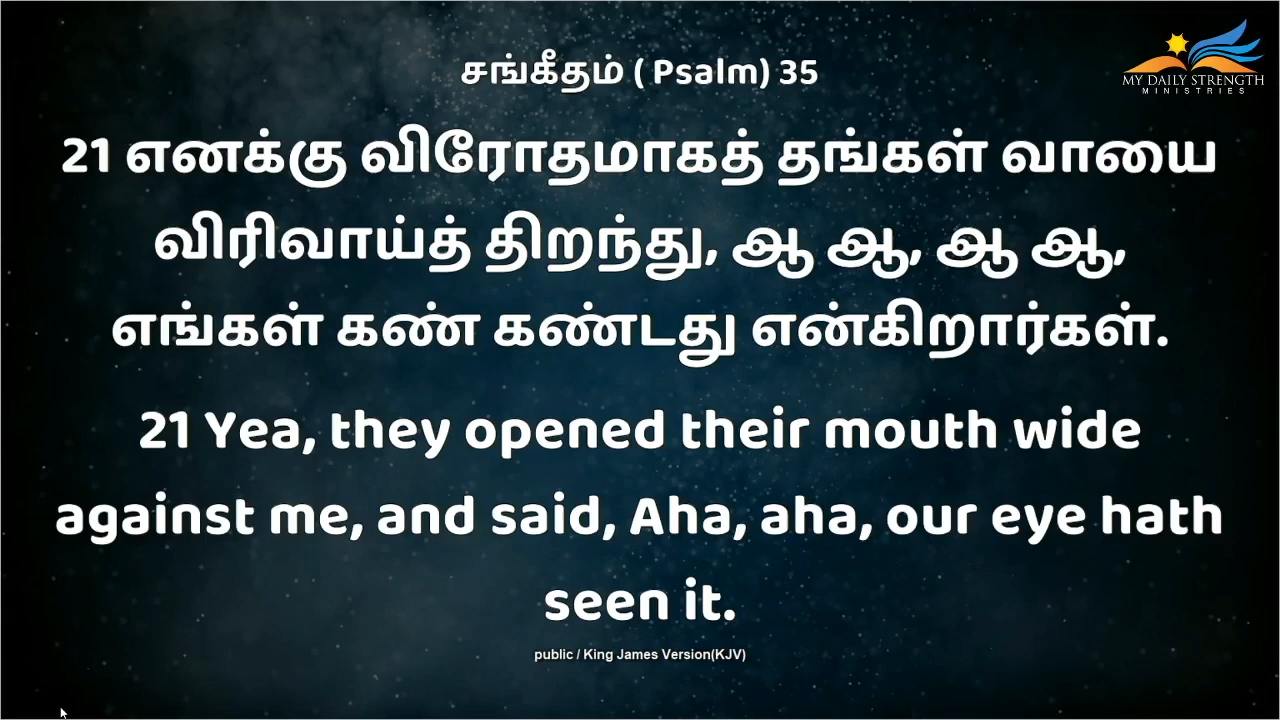 சங்கீதம் ( Psalm) 35
MY DAILY STRENGTH
MINISTRIES
21 எனக்கு விரோதமாகத் தங்கள் வாயை
விரிவாய்த் திறந்து, ஆ ஆ, ஆ ஆ,
எங்கள் கண் கண்டது என்கிறார்கள்.
21 Yea, they opened their mouth wide
against me, and said, Aha, aha, our eye hath
seen it.
public / King James Version(KJV)